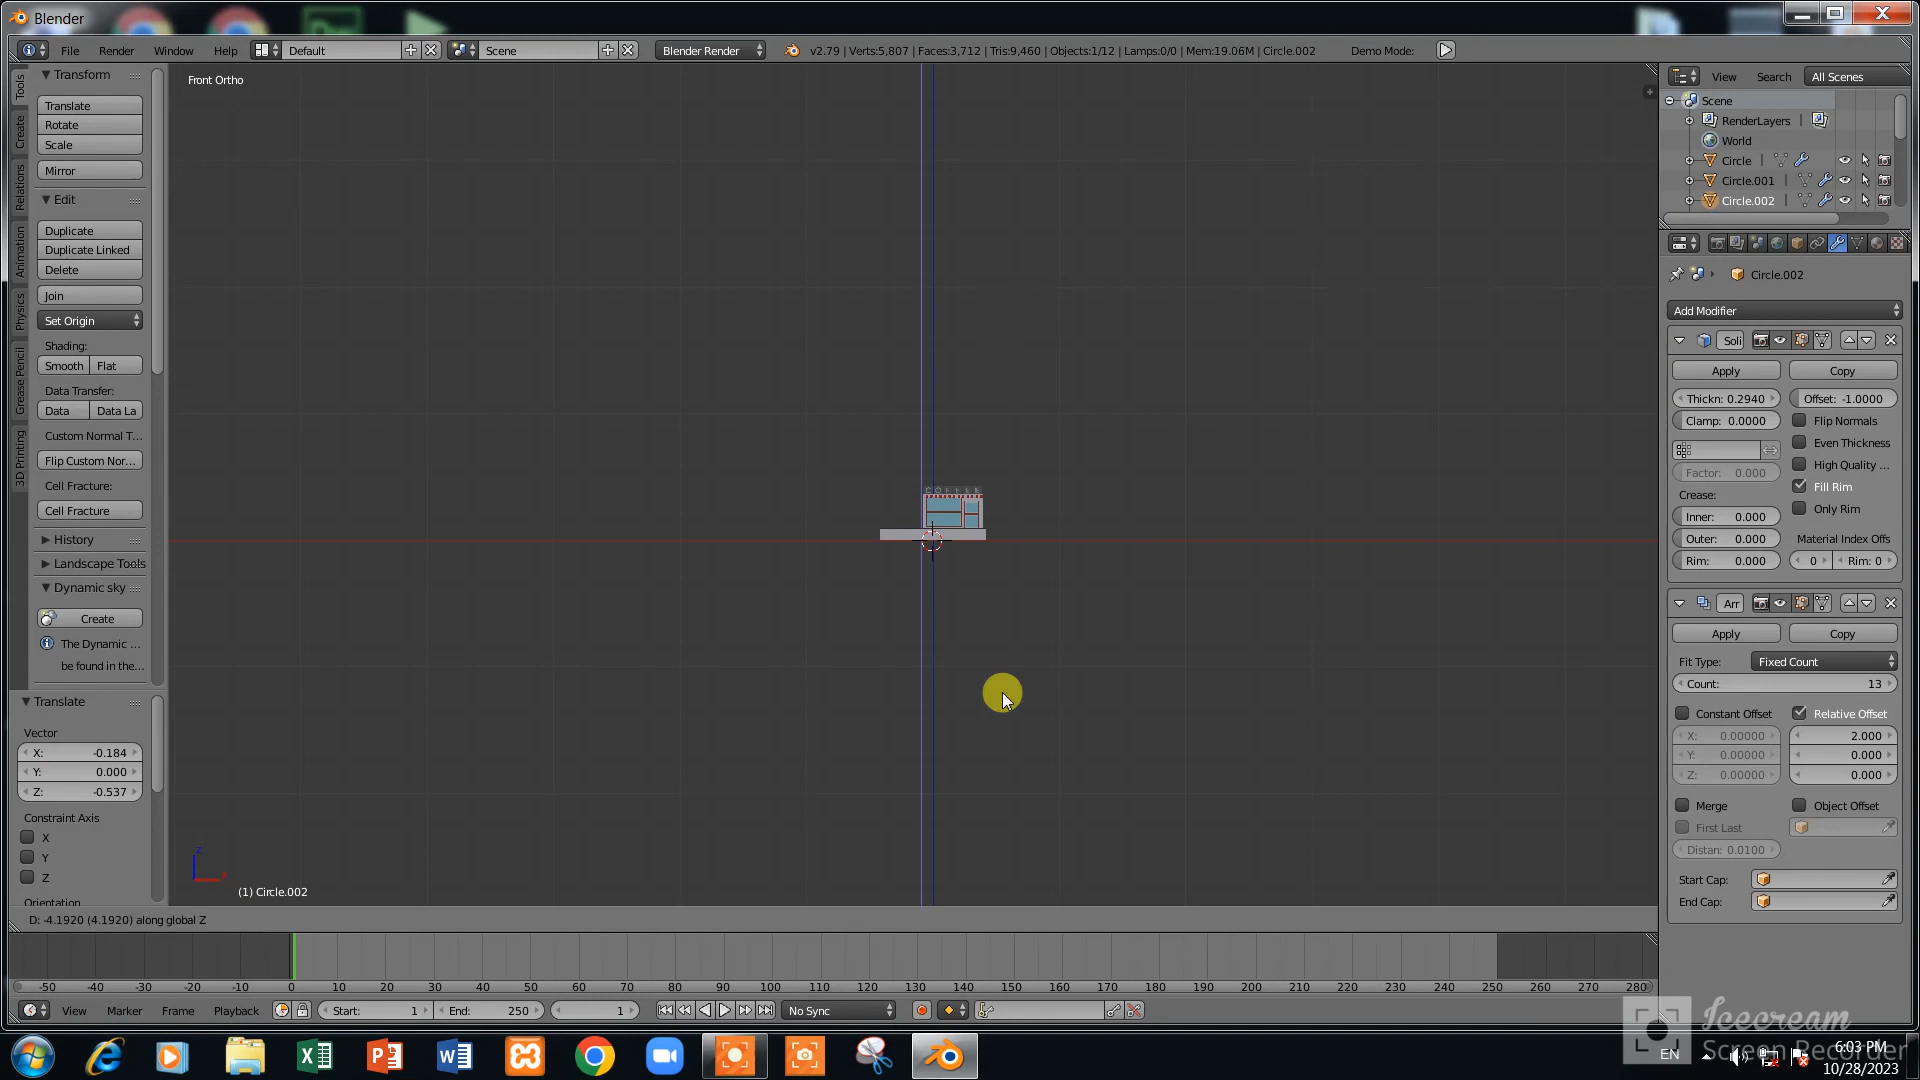 Blender
File Render Window Help Default Scene Blender Render v2.79 | Verts:5,807 | Faces:3,712 | Tris:9,460 | Objects:1/12 | Lamps:0/0 | Mem:19.06M | Circle.002 Demo Mode:
Tools
Create
Relations
Animation
Physics
Grease Pencil
3D Printing
Transform
Translate
Rotate
Scale
Mirror
Edit
Duplicate
Duplicate Linked
Delete
Join
Set Origin
Shading:
Smooth Flat
Data Transfer:
Data Data La
Custom Normal T...
Flip Custom Nor...
Cell Fracture:
Cell Fracture
History
Landscape Tools
Dynamic sky
Create
The Dynamic ...
be found in the...
Translate
Vector
X: -0.184
Y: 0.000
Z: -0.537
Constraint Axis
X
Y
Z
Orientation
Front Ortho
(1) Circle.002
D: -4.1920 (4.1920) along global Z
View Search All Scenes
Scene
RenderLayers
World
Circle
Circle.001
Circle.002
Circle.002
Add Modifier
Soli
Apply Copy
Thickn: 0.2940 Offset: -1.0000
Clamp: 0.0000 Flip Normals
Even Thickness
Factor: 0.000 High Quality ...
Crease: Fill Rim
Inner: 0.000 Only Rim
Outer: 0.000 Material Index Offs
Rim: 0.000 0 Rim: 0
Arr
Apply Copy
Fit Type: Fixed Count
Count: 13
Constant Offset Relative Offset
X: 0.00000 2.000
Y: 0.00000 0.000
Z: 0.00000 0.000
Merge Object Offset
First Last
Distan: 0.0100
Start Cap:
End Cap:
-50 -40 -30 -20 -10 0 10 20 30 40 50 60 70 80 90 100 110 120 130 140 150 160 170 180 190 200 210 220 230 240 250 260 270 280
View Marker Frame Playback Start: 1 End: 250 1 No Sync
Icecream
Screen Recorder
EN 6:03 PM
10/28/2023